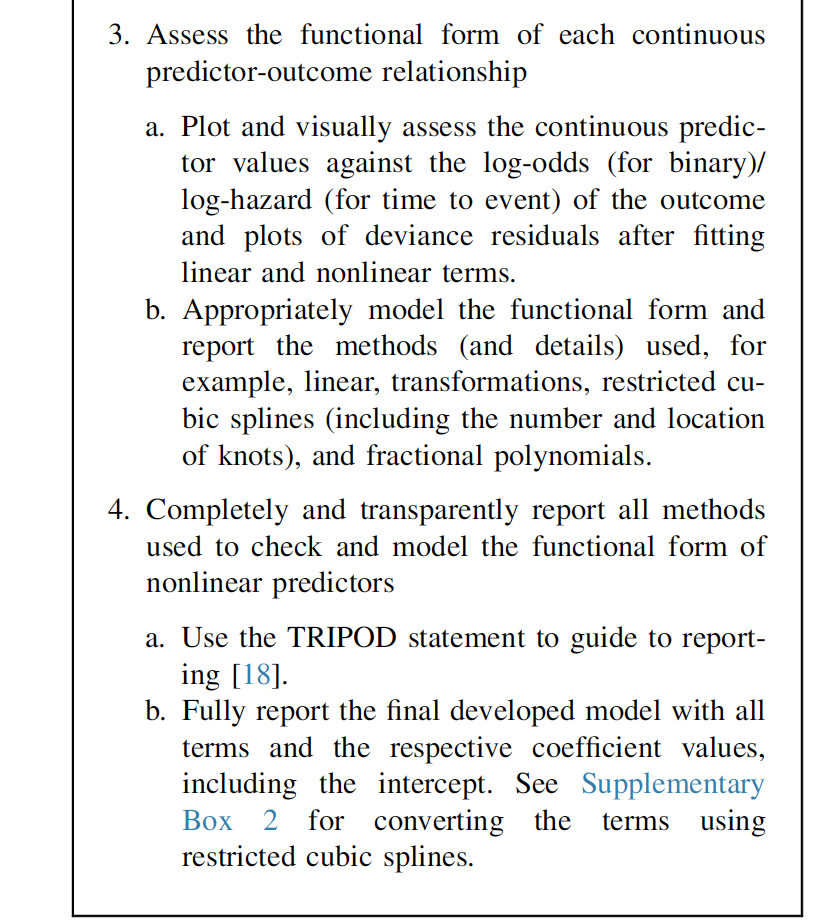 3. Assess the functional form of each continuous
predictor-outcome relationship
a. Plot and visually assess the continuous predic-
tor values against the log-odds (for binary)/
log-hazard (for time to event) of the outcome
and plots of deviance residuals after fitting
linear and nonlinear terms.
b. Appropriately model the functional form and
report the methods (and details) used, for
example, linear, transformations, restricted cu-
bic splines (including the number and location
of knots), and fractional polynomials.
4. Completely and transparently report all methods
used to check and model the functional form of
nonlinear predictors
a. Use the TRIPOD statement to guide to report-
ing [18].
b. Fully report the final developed model with all
terms and the respective coefficient values,
including the intercept. See Supplementary
Box 2 for converting the terms using
restricted cubic splines.